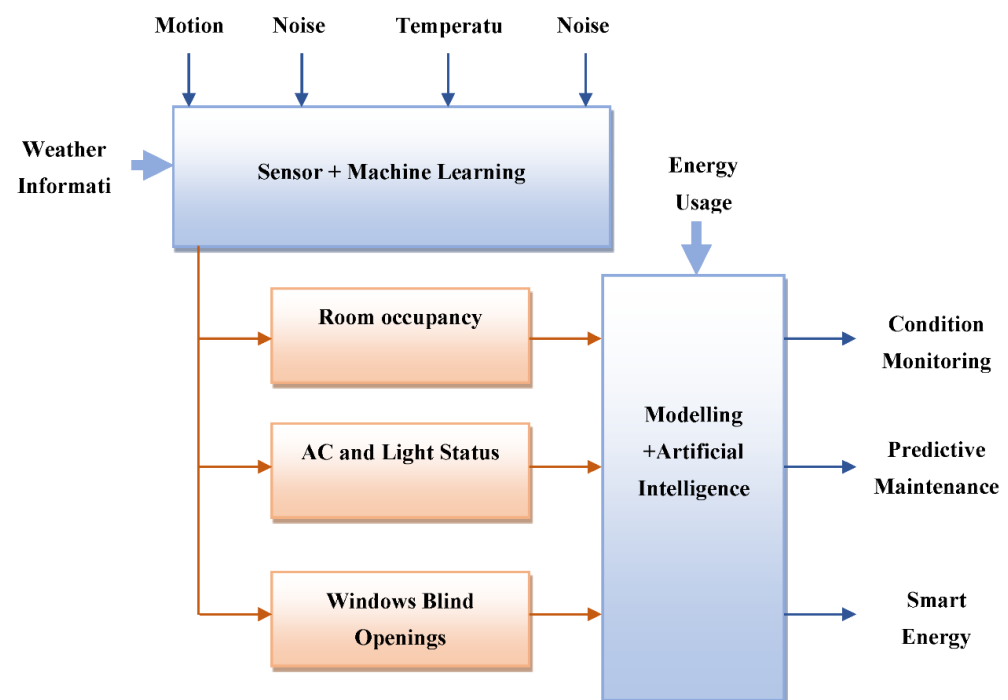 Motion
Noise
Temperatu
Noise
Weather
Informati
Sensor + Machine Learning
Energy
Usage
Room occupancy
AC and Light Status
Windows Blind
Openings
Modelling
+Artificial
Intelligence
Condition
Monitoring
Predictive
Maintenance
Smart
Energy